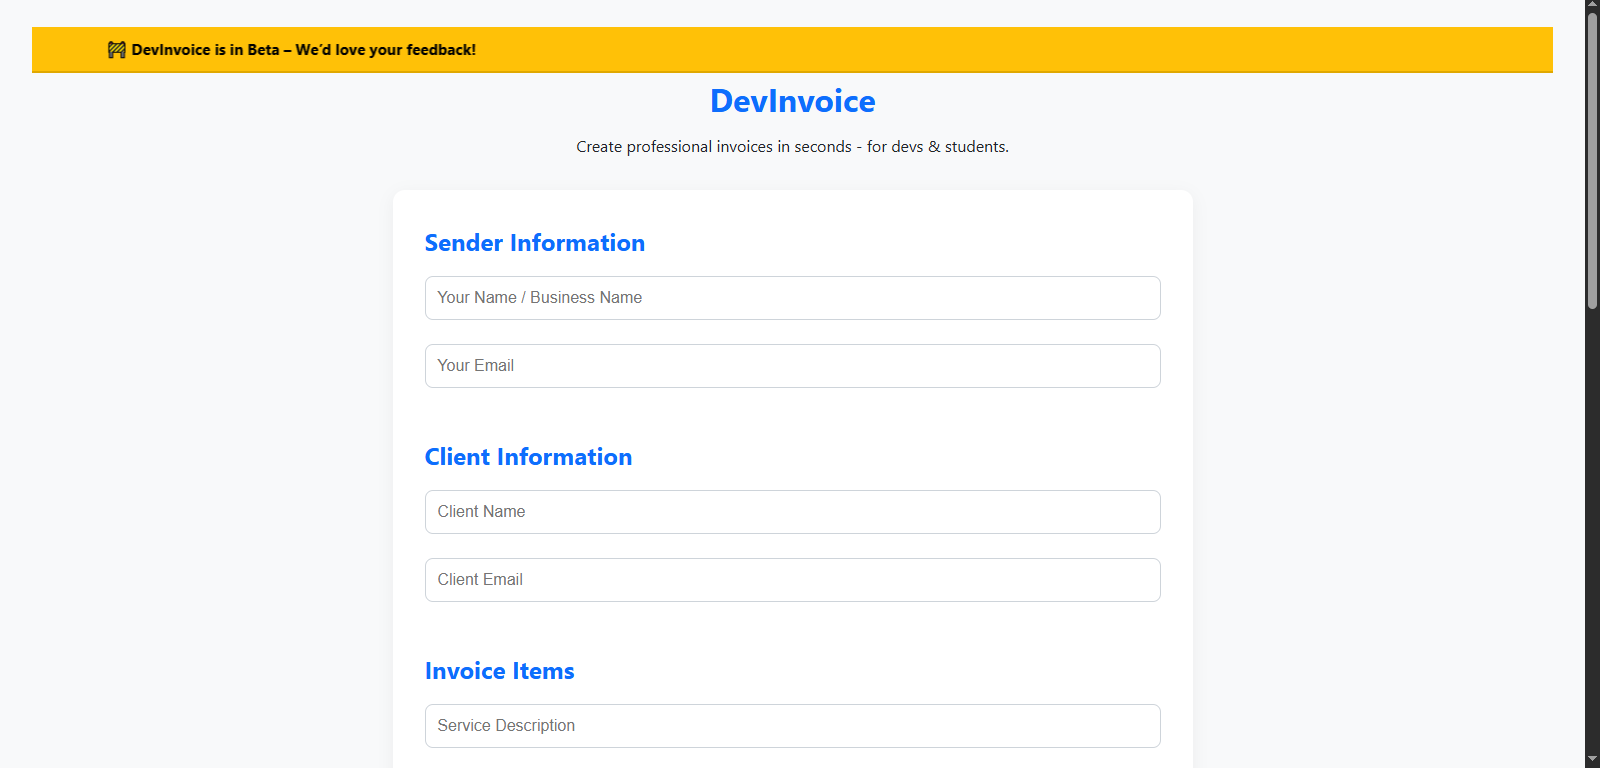 🚧 DevInvoice is in Beta – We’d love your feedback!
DevInvoice
Create professional invoices in seconds - for devs & students.
Sender Information
Your Name / Business Name
Your Email
Client Information
Client Name
Client Email
Invoice Items
Service Description